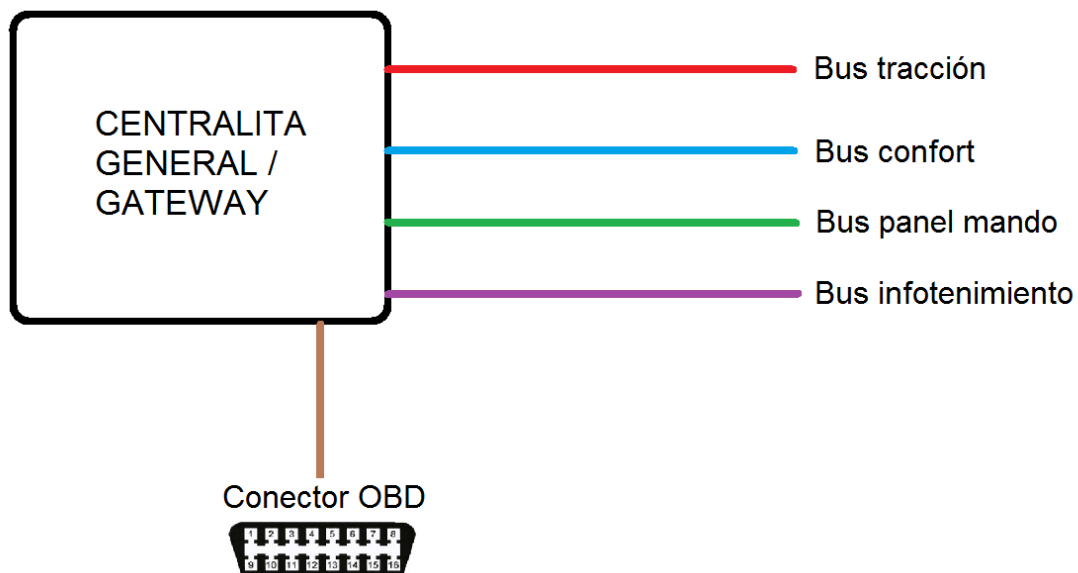 CENTRALITA
GENERAL /
GATEWAY
Bus tracción
Bus confort
Bus panel mando
Bus infotenimiento
Conector OBD
1 2 3 4 5 6 7 8
9 10 11 12 13 14 15 16